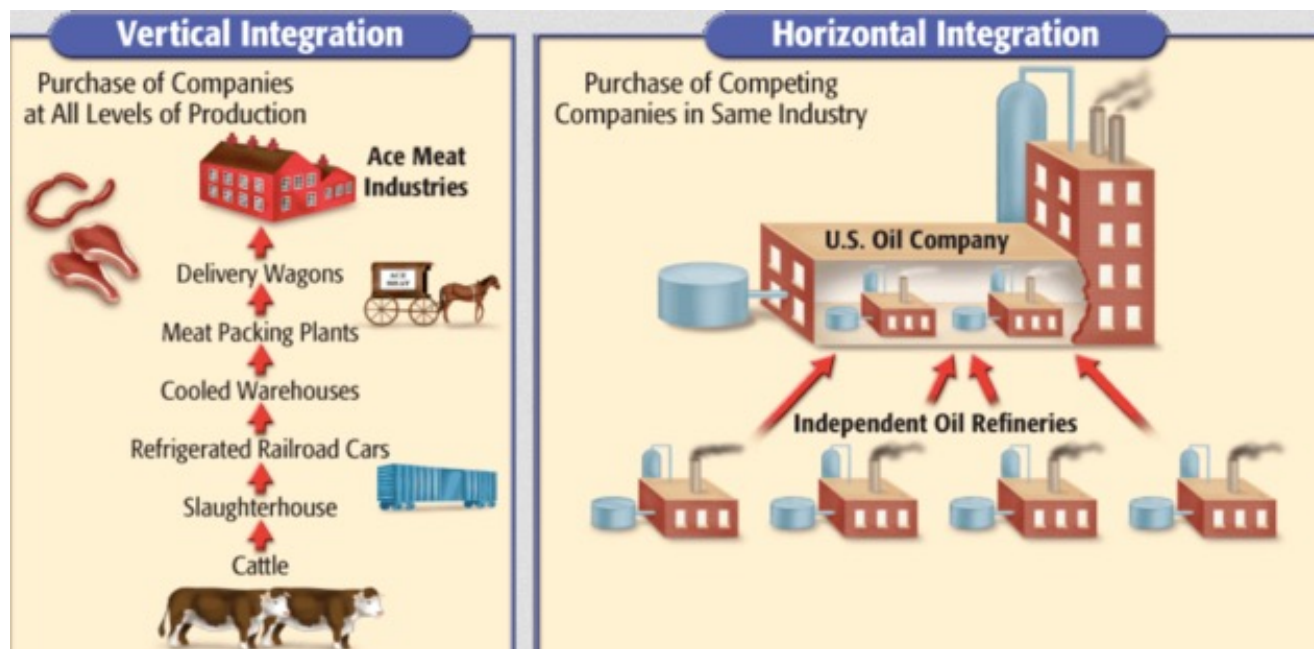 Vertical Integration
Purchase of Companies
at All Levels of Production
Ace Meat
Industries
Delivery Wagons
ACE
MEAT
Meat Packing Plants
Cooled Warehouses
Refrigerated Railroad Cars
Slaughterhouse
Cattle
Horizontal Integration
Purchase of Competing
Companies in Same Industry
U.S. Oil Company
Independent Oil Refineries